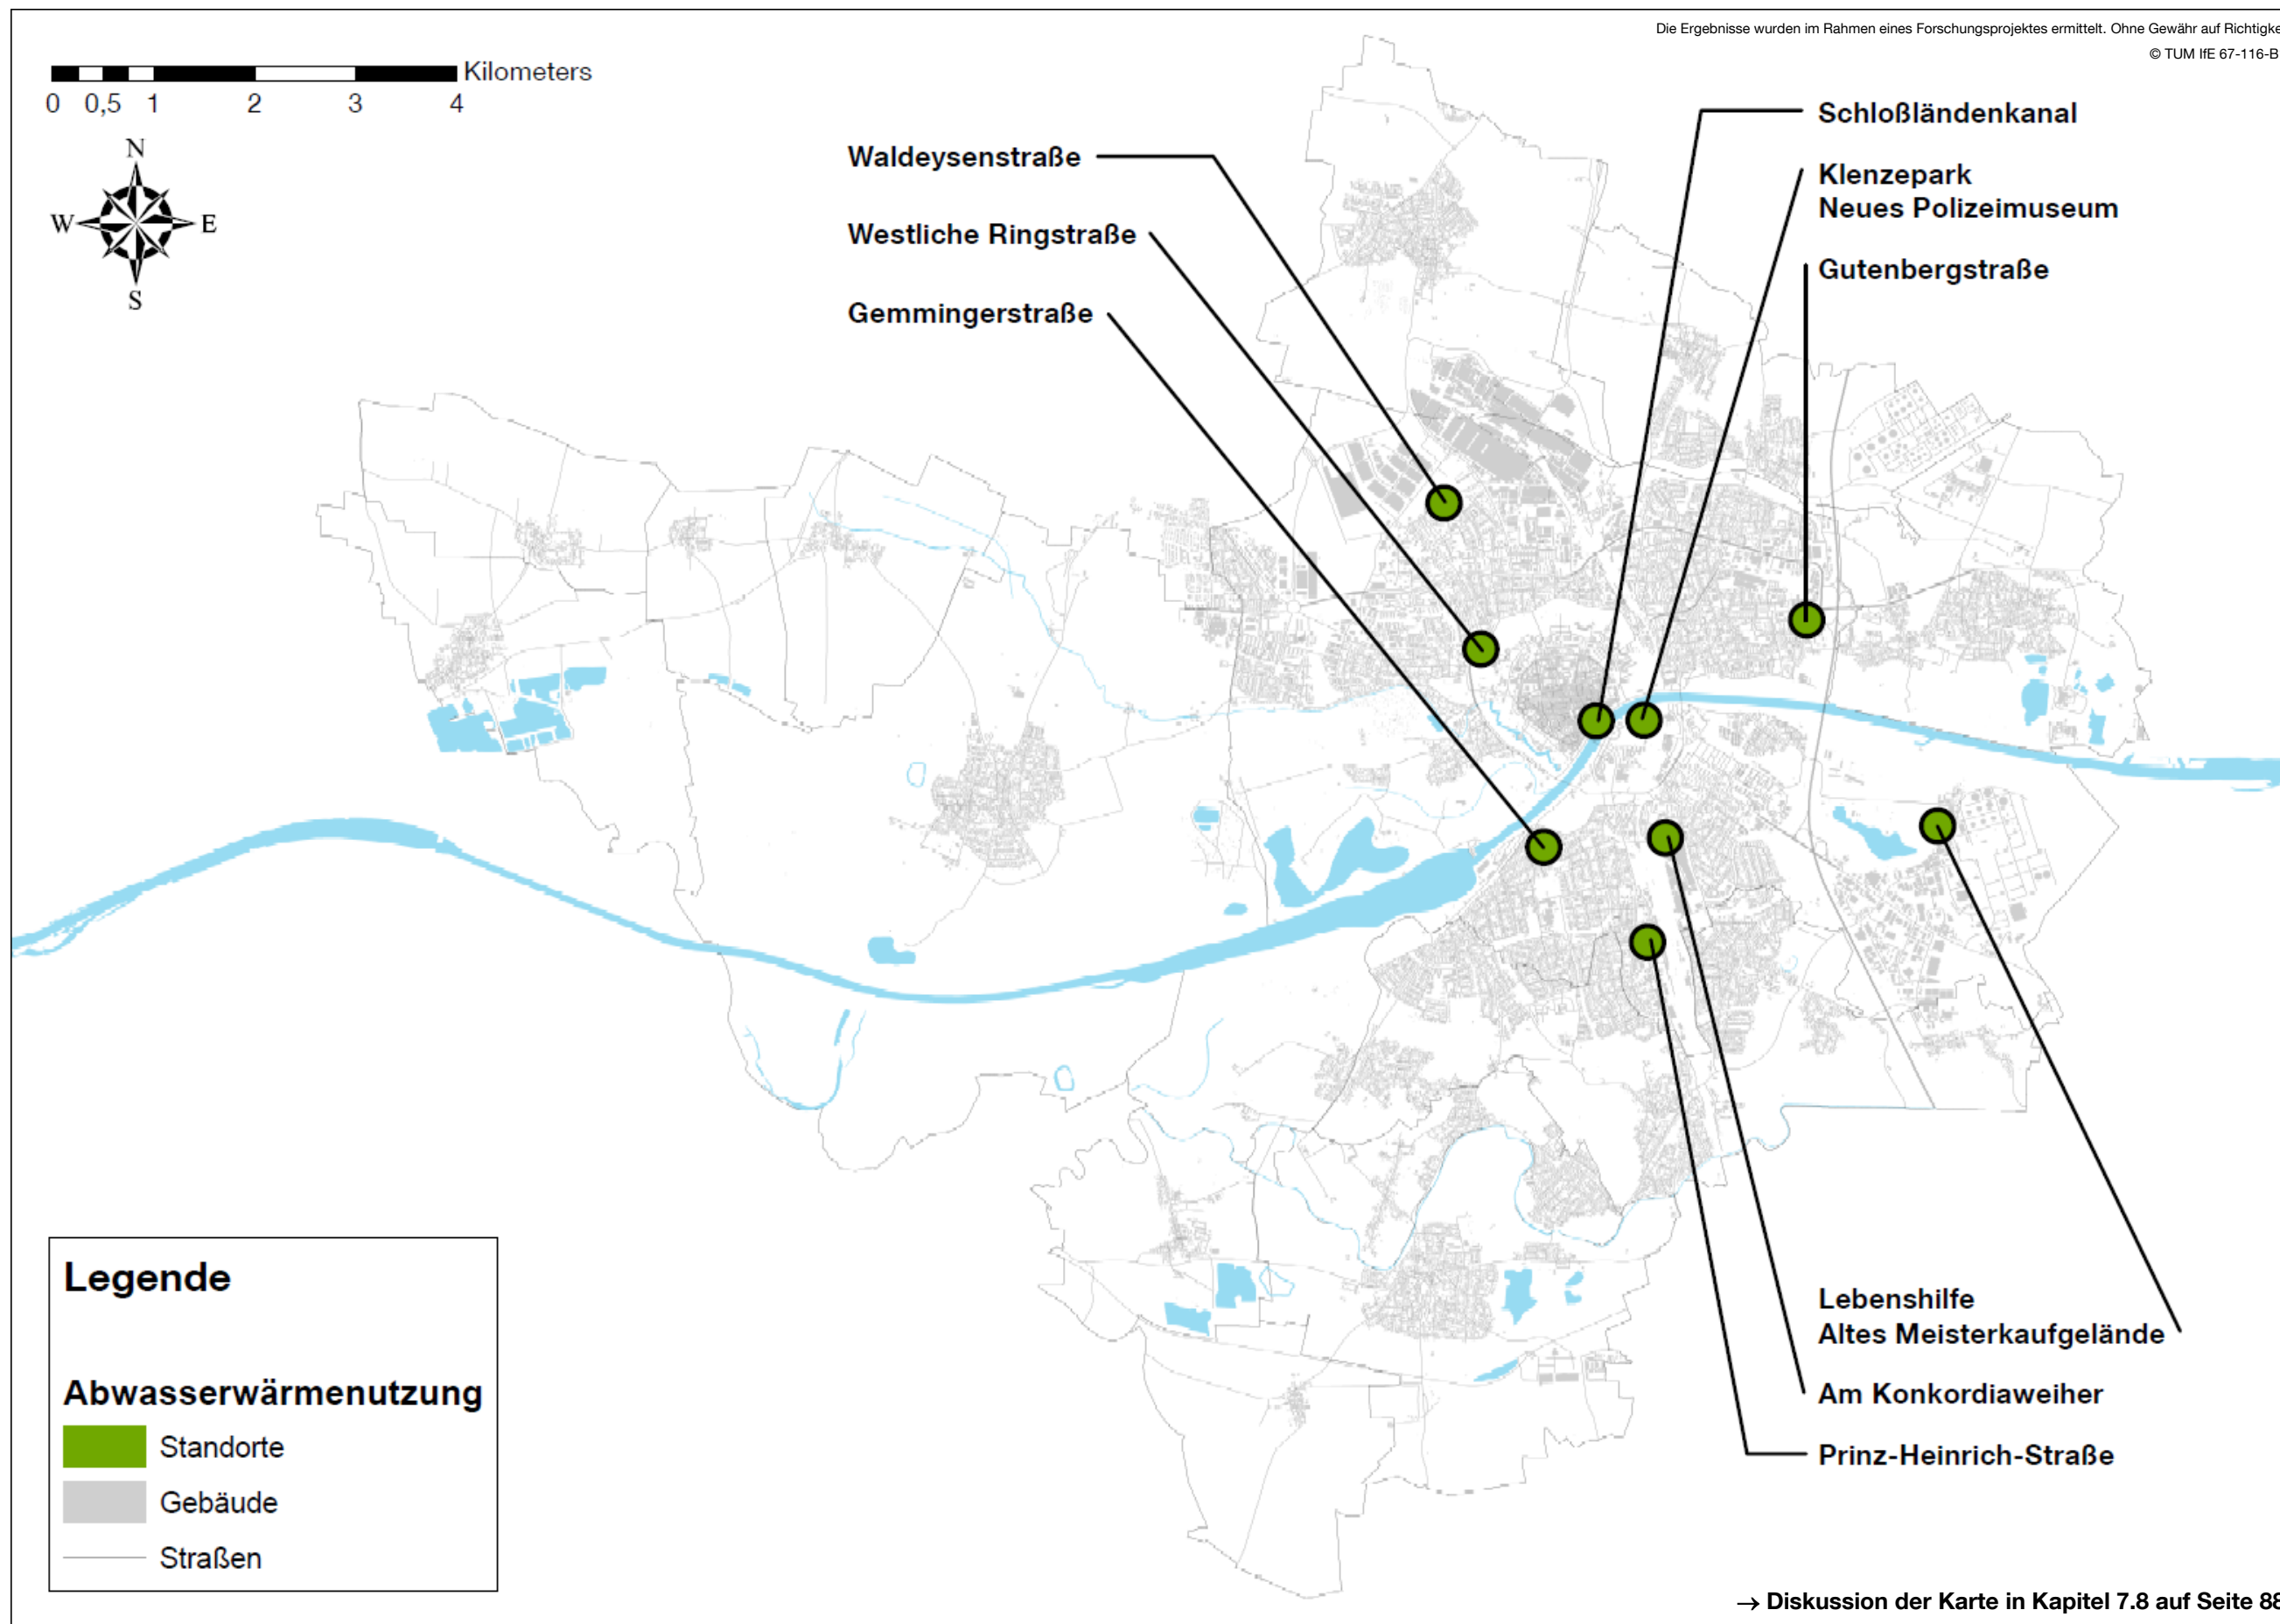 Die Ergebnisse wurden im Rahmen eines Forschungsprojektes ermittelt. Ohne Gewähr auf Richtigke
© TUM IfE 67-116-B
Kilometers
0 0,5 1 2 3 4
N
W E
S
Waldeysenstraße
Westliche Ringstraße
Gemmingerstraße
Schloßländenkanal
Klenzepark
Neues Polizeimuseum
Gutenbergstraße
Lebenshilfe
Altes Meisterkaufgelände
Am Konkordiaweiher
Prinz-Heinrich-Straße
Legende
Abwasserwärmenutzung
Standorte
Gebäude
Straßen
→ Diskussion der Karte in Kapitel 7.8 auf Seite 88